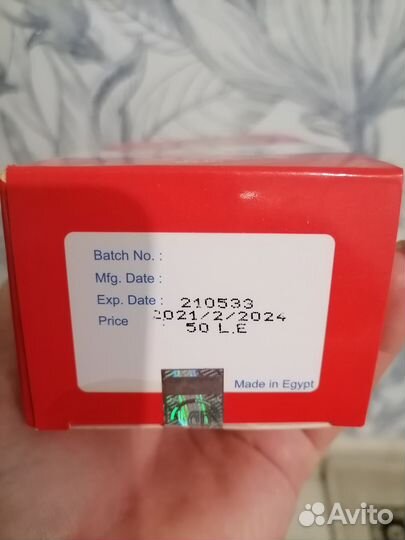 Batch No. :
Mfg. Date :
Exp. Date : 210533
2021/2/2024
Price : 50 L.E
Made in Egypt
Avito